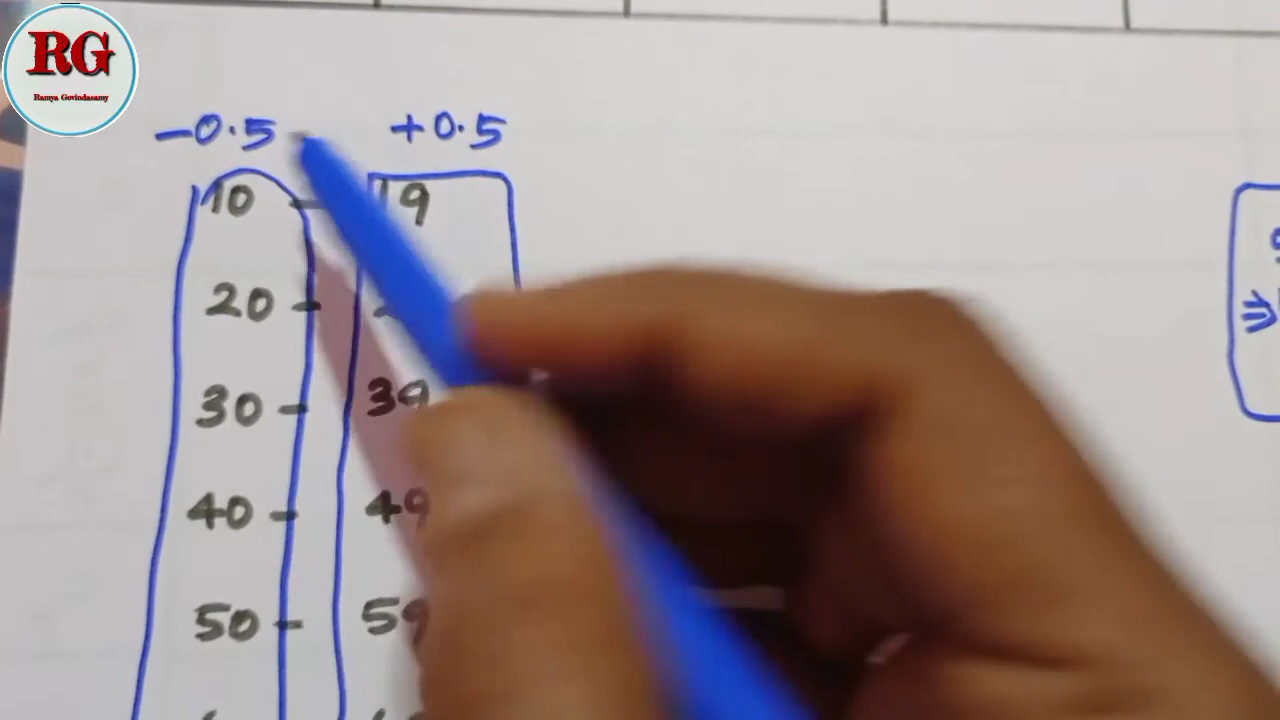 RG
Ramya Govindasamy
-0.5 +0.5
10 - 19
20 -
30 - 39
40 - 49
50 - 59